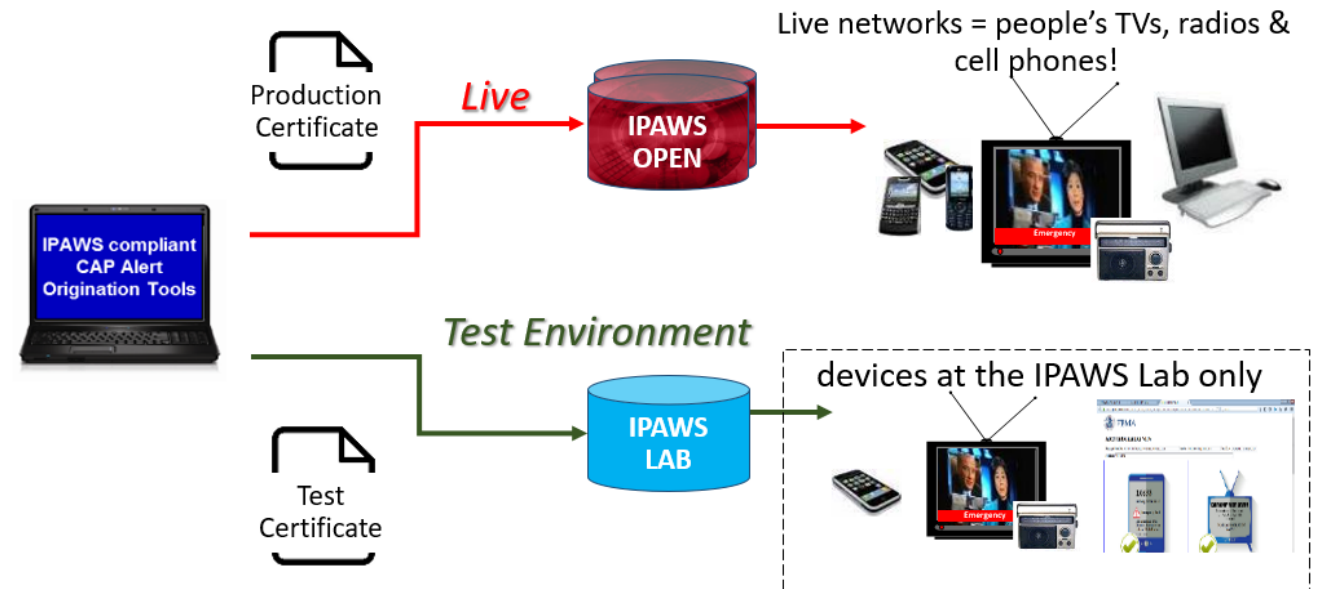 Live networks = people's TVs, radios &
cell phones!
Production
Certificate
Live
IPAWS
OPEN
Emergency
IPAWS compliant
CAP Alert
Origination Tools
Test Environment
devices at the IPAWS Lab only
IPAWS
LAB
Emergency
FEMA
Test
Certificate